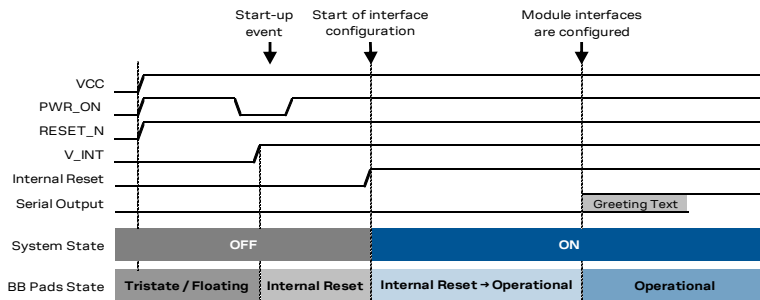 Start-up Start of interface Module interfaces
event configuration are configured
VCC
PWR_ON
RESET_N
V_INT
Internal Reset
Serial Output Greeting Text
System State OFF ON
BB Pads State Tristate / Floating Internal Reset Internal Reset → Operational Operational